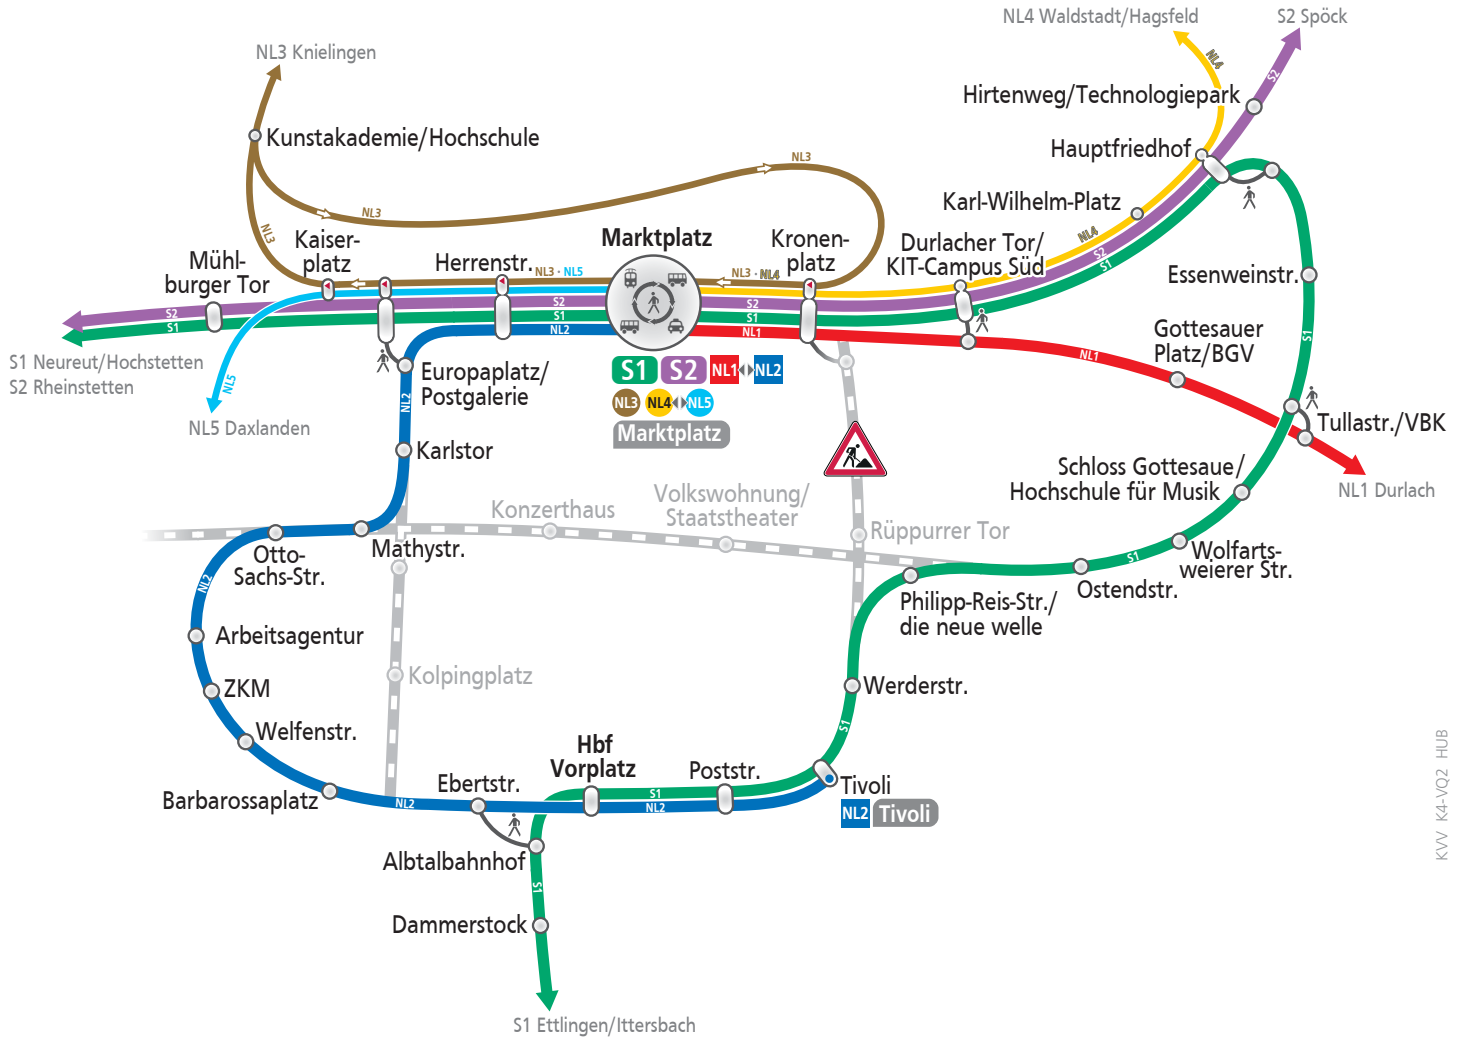 NL4 Waldstadt/Hagsfeld
S2 Spöck
NL3 Knielingen
NL4
S2
Hirtenweg/Technologiepark
Kunstakademie/Hochschule
Hauptfriedhof
NL3
Karl-Wilhelm-Platz
NL3
NL3
NL4
Marktplatz
Kaiser-
platz
Kronen-
platz
Durlacher Tor/
KIT-Campus Süd
S2
S1
Mühl-
burger Tor
Herrenstr.
NL3 · NL5
NL3 · NL4
Essenweinstr.
S2
S1
S2
S1
NL2
S2
S1
NL1
NL1
S1
Gottesauer
Platz/BGV
S1 Neureut/Hochstetten
S2 Rheinstetten
NL5
NL5 Daxlanden
Europaplatz/
Postgalerie
NL2
S1 S2 NL1 NL2
NL3 NL4 NL5
Marktplatz
Karlstor
Tullastr./VBK
NL1 Durlach
Schloss Gottesaue/
Hochschule für Musik
Konzerthaus
Volkswohnung/
Staatstheater
Rüppurrer Tor
Mathystr.
Otto-
Sachs-Str.
NL2
S1
Wolfarts-
weierer Str.
Ostendstr.
Philipp-Reis-Str./
die neue welle
Arbeitsagentur
Kolpingplatz
ZKM
Werderstr.
Welfenstr.
S1
Hbf
Vorplatz
Poststr.
Ebertstr.
Tivoli
NL2 Tivoli
Barbarossaplatz
NL2
S1
NL2
Albtalbahnhof
S1
Dammerstock
S1 Ettlingen/Ittersbach
KVV K4-VQ2 HUB